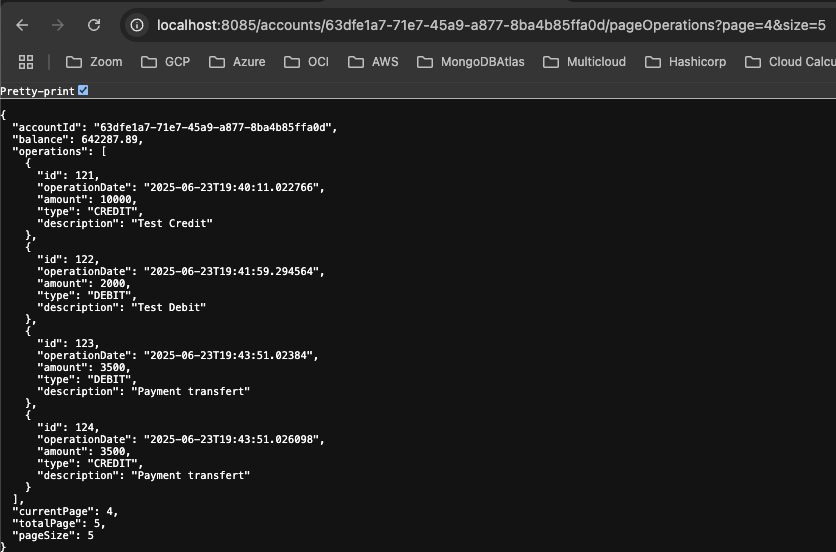 localhost:8085/accounts/63dfe1a7-71e7-45a9-a877-8ba4b85ffa0d/pageOperations?page=4&size=5
Zoom GCP Azure OCI AWS MongoDBAtlas Multicloud Hashicorp Cloud Calcu
Pretty-print
{
"accountId": "63dfe1a7-71e7-45a9-a877-8ba4b85ffa0d",
"balance": 642287.89,
"operations": [
{
"id": 121,
"operationDate": "2025-06-23T19:40:11.022766",
"amount": 10000,
"type": "CREDIT",
"description": "Test Credit"
},
{
"id": 122,
"operationDate": "2025-06-23T19:41:59.294564",
"amount": 2000,
"type": "DEBIT",
"description": "Test Debit"
},
{
"id": 123,
"operationDate": "2025-06-23T19:43:51.02384",
"amount": 3500,
"type": "DEBIT",
"description": "Payment transfert"
},
{
"id": 124,
"operationDate": "2025-06-23T19:43:51.026098",
"amount": 3500,
"type": "CREDIT",
"description": "Payment transfert"
}
],
"currentPage": 4,
"totalPage": 5,
"pageSize": 5
}